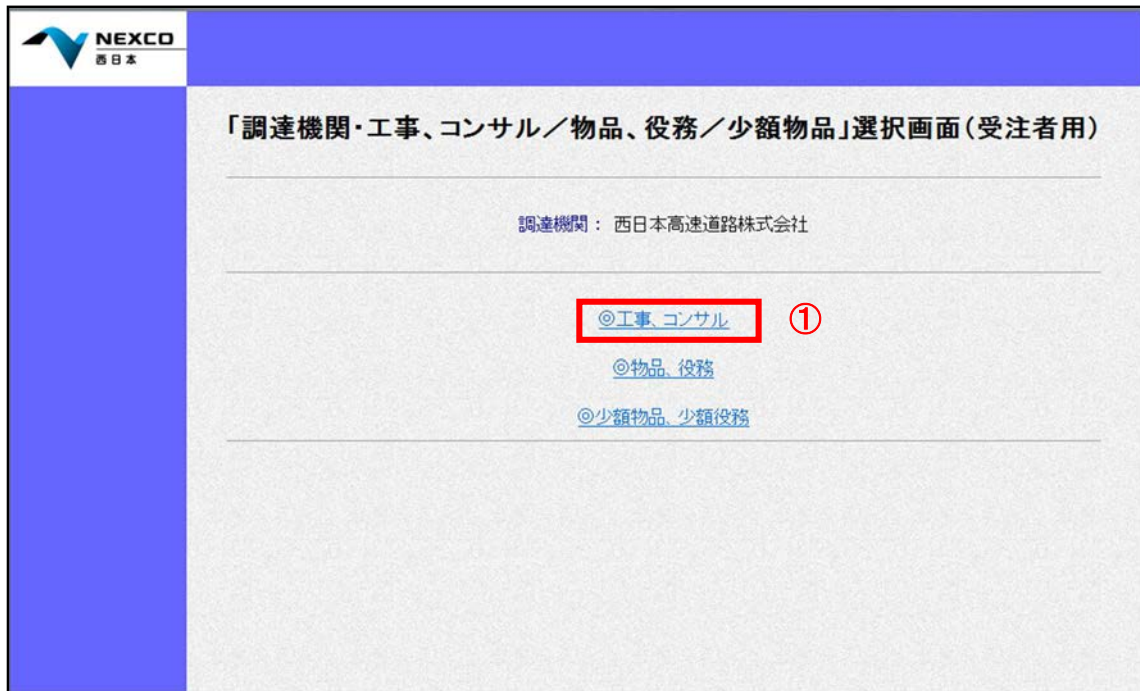 NEXCO
西日本
「調達機関・工事、コンサル／物品、役務／少額物品」選択画面(受注者用)
調達機関： 西日本高速道路株式会社
◎工事、コンサル ①
◎物品、役務
◎少額物品、少額役務